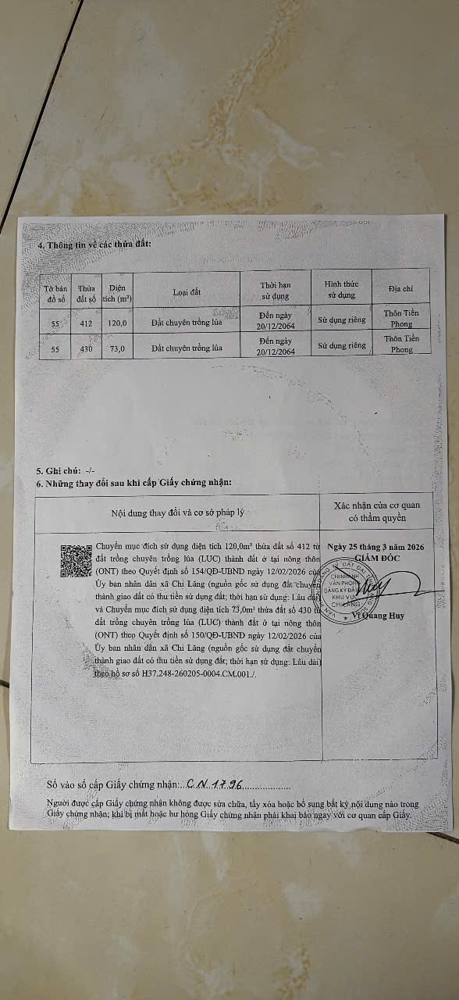 4. Thông tin về các thửa đất:
Tờ bản đồ số | Thửa đất số | Diện tích (m²) | Loại đất | Thời hạn sử dụng | Hình thức sử dụng | Địa chỉ
55 | 412 | 120,0 | Đất chuyên trồng lúa | Đến ngày 20/12/2064 | Sử dụng riêng | Thôn Tiền Phong
55 | 430 | 73,0 | Đất chuyên trồng lúa | Đến ngày 20/12/2064 | Sử dụng riêng | Thôn Tiền Phong
5. Ghi chú: -/-
6. Những thay đổi sau khi cấp Giấy chứng nhận:
Nội dung thay đổi và cơ sở pháp lý
Xác nhận của cơ quan
có thẩm quyền
Chuyển mục đích sử dụng diện tích 120,0m² thửa đất số 412 từ
đất trồng chuyên trồng lúa (LUC) thành đất ở tại nông thôn
(ONT) theo Quyết định số 154/QĐ-UBND ngày 12/02/2026 của
Ủy ban nhân dân xã Chi Lăng (nguồn gốc sử dụng đất chuyển
thành giao đất có thu tiền sử dụng đất; thời hạn sử dụng: Lâu dài)
và Chuyển mục đích sử dụng diện tích 73,0m² thửa đất số 430 từ
đất trồng chuyên trồng lúa (LUC) thành đất ở tại nông thôn
(ONT) theo Quyết định số 150/QĐ-UBND ngày 12/02/2026 của
Ủy ban nhân dân xã Chi Lăng (nguồn gốc sử dụng đất chuyển
thành giao đất có thu tiền sử dụng đất; thời hạn sử dụng: Lâu dài)
theo hồ sơ số H37.248-260205-0004.CM.001./.
Ngày 25 tháng 3 năm 2026
GIÁM ĐỐC
CHI NHÁNH
VĂN PHÒNG
ĐĂNG KÝ ĐẤT ĐAI
KHU VỰC
CHI LĂNG
Vi Quang Huy
Số vào sổ cấp Giấy chứng nhận:...CN1796...................
Người được cấp Giấy chứng nhận không được sửa chữa, tẩy xóa hoặc bổ sung bất kỳ nội dung nào trong
Giấy chứng nhận; khi bị mất hoặc hư hỏng Giấy chứng nhận phải khai báo ngay với cơ quan cấp Giấy.